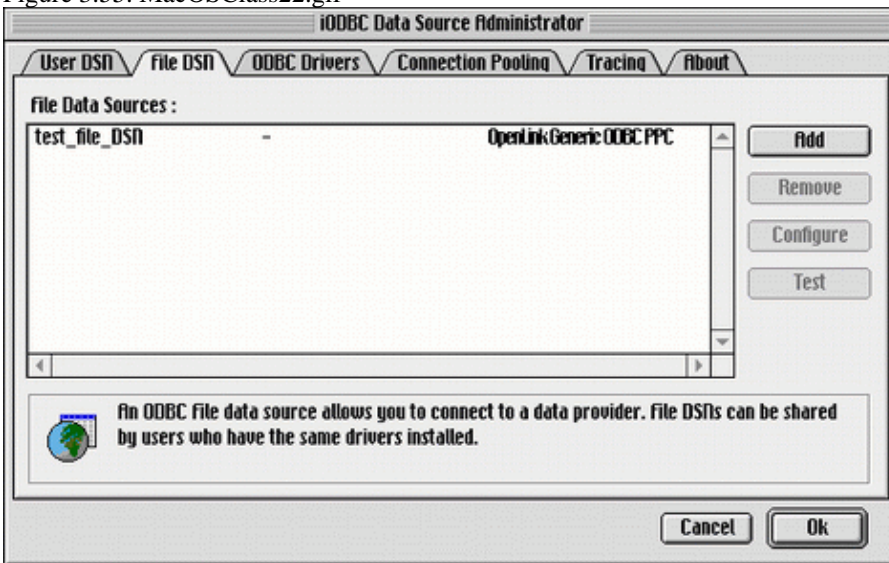 Figure 3.53. MacOSClass22.gif
iODBC Data Source Administrator
User DSN File DSN ODBC Drivers Connection Pooling Tracing About
File Data Sources :
test_file_DSN - OpenLink Generic ODBC PPC
Add
Remove
Configure
Test
An ODBC File data source allows you to connect to a data provider. File DSNs can be shared
by users who have the same drivers installed.
Cancel Ok